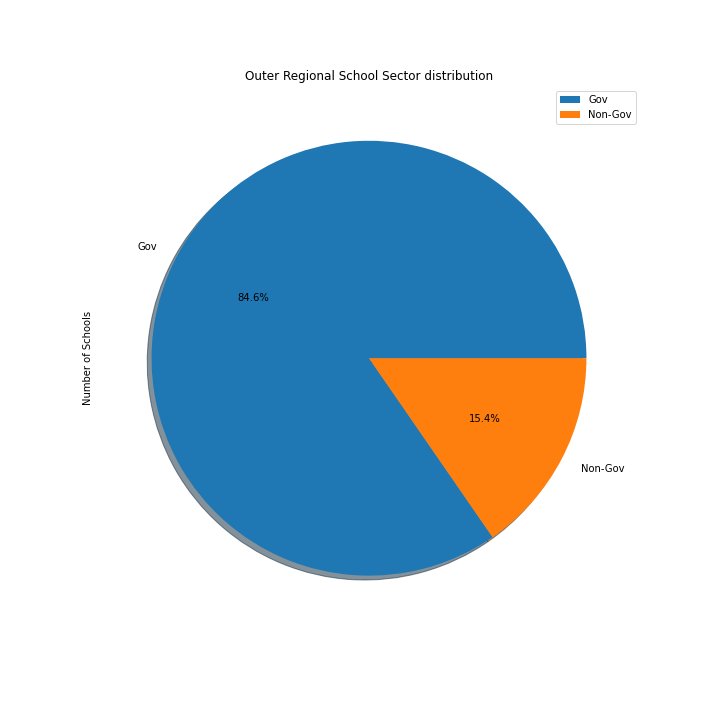 Outer Regional School Sector distribution
Gov
Non-Gov
Gov
84.6%
Number of Schools
15.4%
Non-Gov